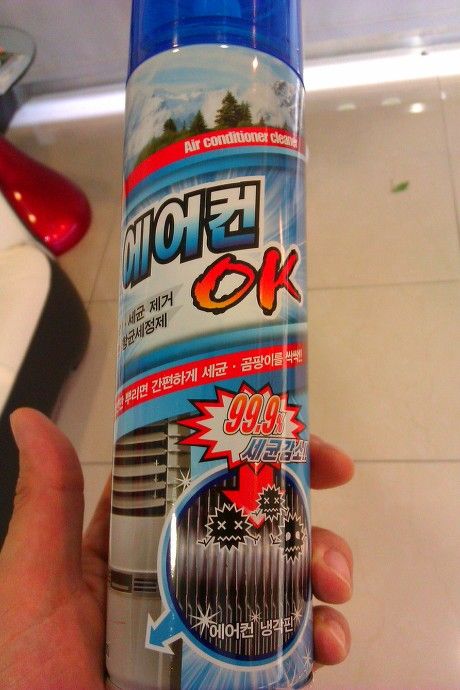 Air conditioner cleaner
에어컨
OK
세균 제거
항균세정제
뿌리면 간편하게 세균·곰팡이를 싹싹!!
99.9%
세균감소!
에어컨 냉각핀